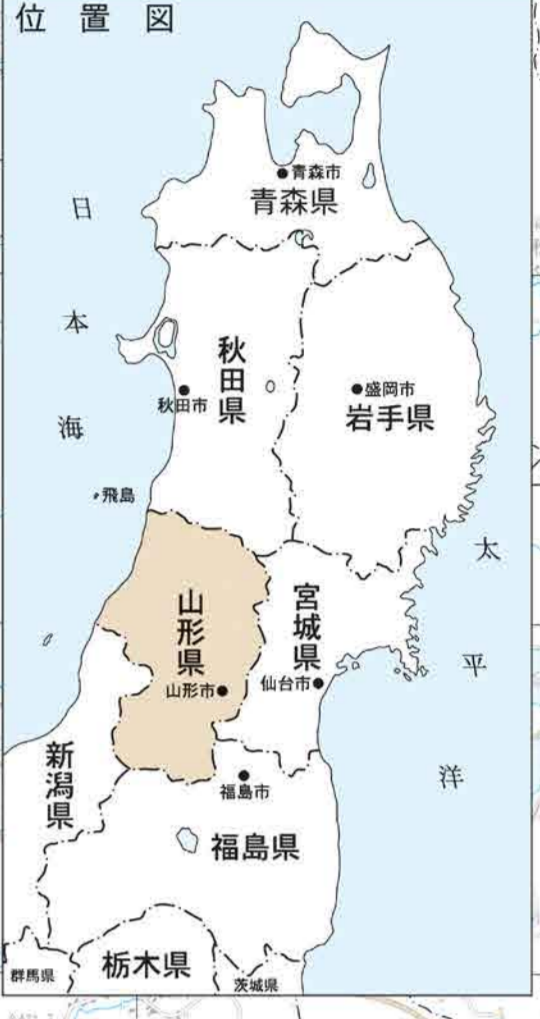 位置図
青森市
青森県
日本海
秋田県
秋田市
盛岡市
岩手県
飛島
太平洋
山形県
山形市
宮城県
仙台市
新潟県
福島市
福島県
群馬県
栃木県
茨城県